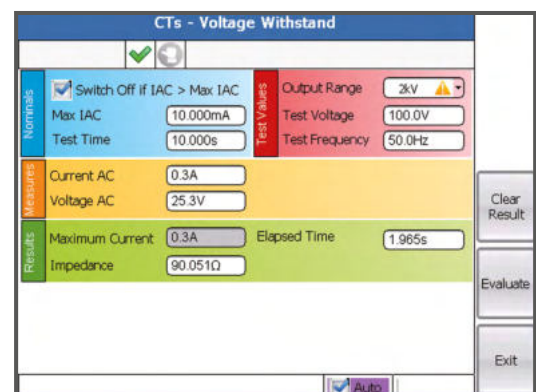 CTs - Voltage Withstand
Nominals
Switch Off if IAC > Max IAC
Max IAC 10.000mA
Test Time 10.000s
Test Values
Output Range 2kV
Test Voltage 100.0V
Test Frequency 50.0Hz
Measures
Current AC 0.3A
Voltage AC 25.3V
Results
Maximum Current 0.3A Elapsed Time 1.965s
Impedance 90.051Ω
Clear Result
Evaluate
Exit
Auto